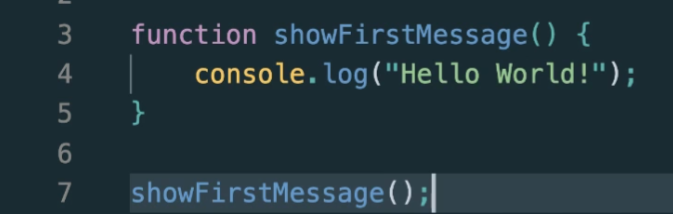 3 function showFirstMessage() {
4     console.log("Hello World!");
5 }
6
7 showFirstMessage();